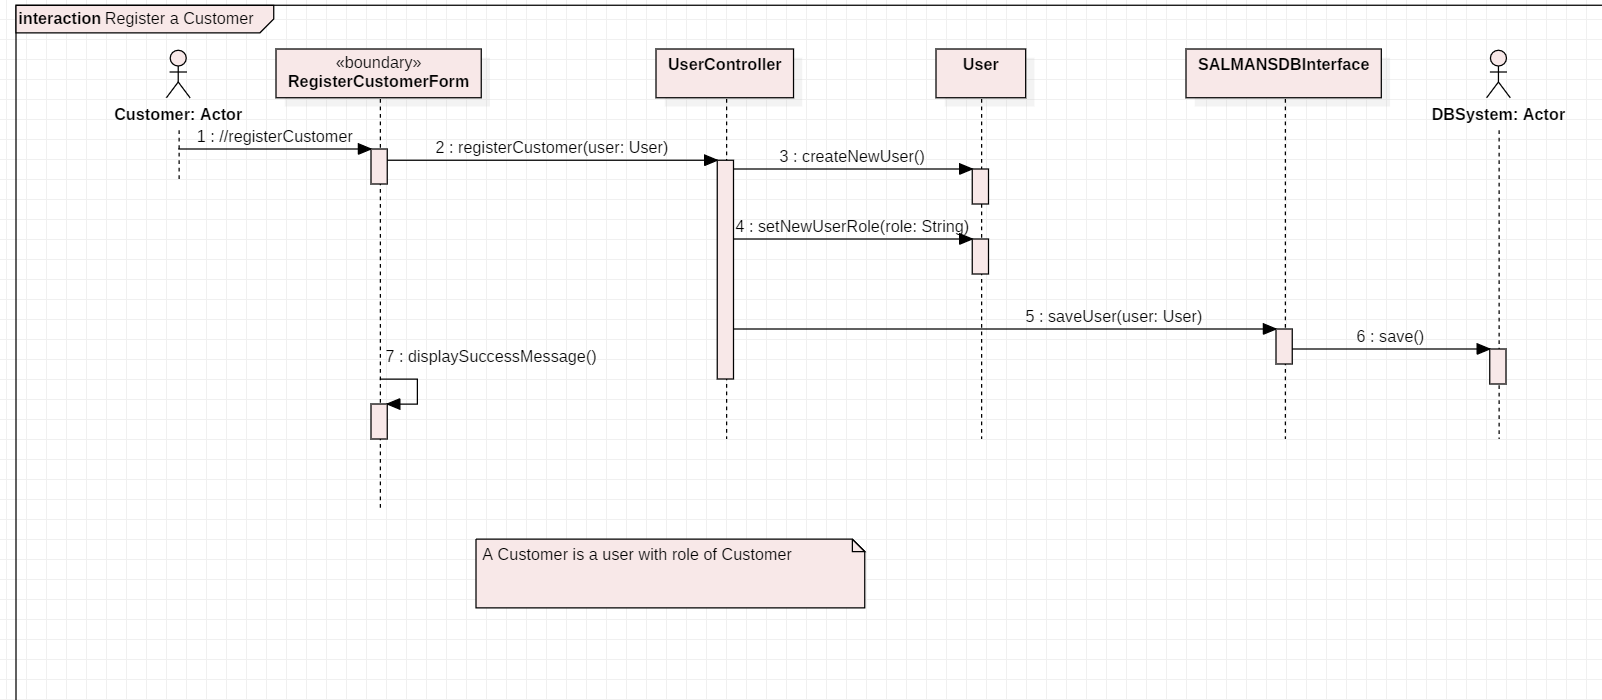 interaction Register a Customer
«boundary»
RegisterCustomerForm
UserController
User
SALMANSDBInterface
Customer: Actor
DBSystem: Actor
1 : //registerCustomer
2 : registerCustomer(user: User)
3 : createNewUser()
4 : setNewUserRole(role: String)
5 : saveUser(user: User)
6 : save()
7 : displaySuccessMessage()
A Customer is a user with role of Customer